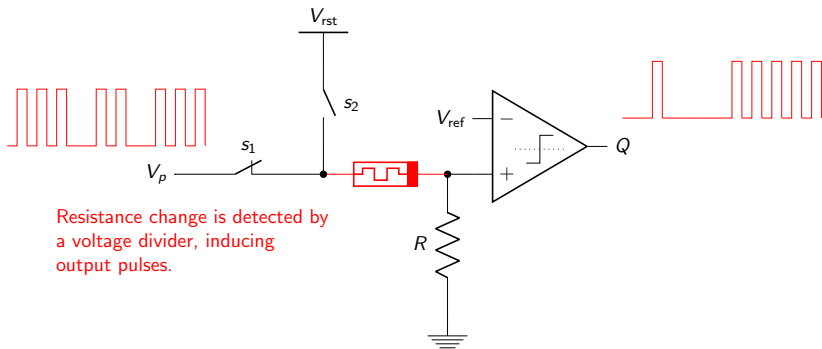 V_rst
s_2
V_ref
−
Q
s_1
V_p
+
Resistance change is detected by
a voltage divider, inducing
output pulses.
R